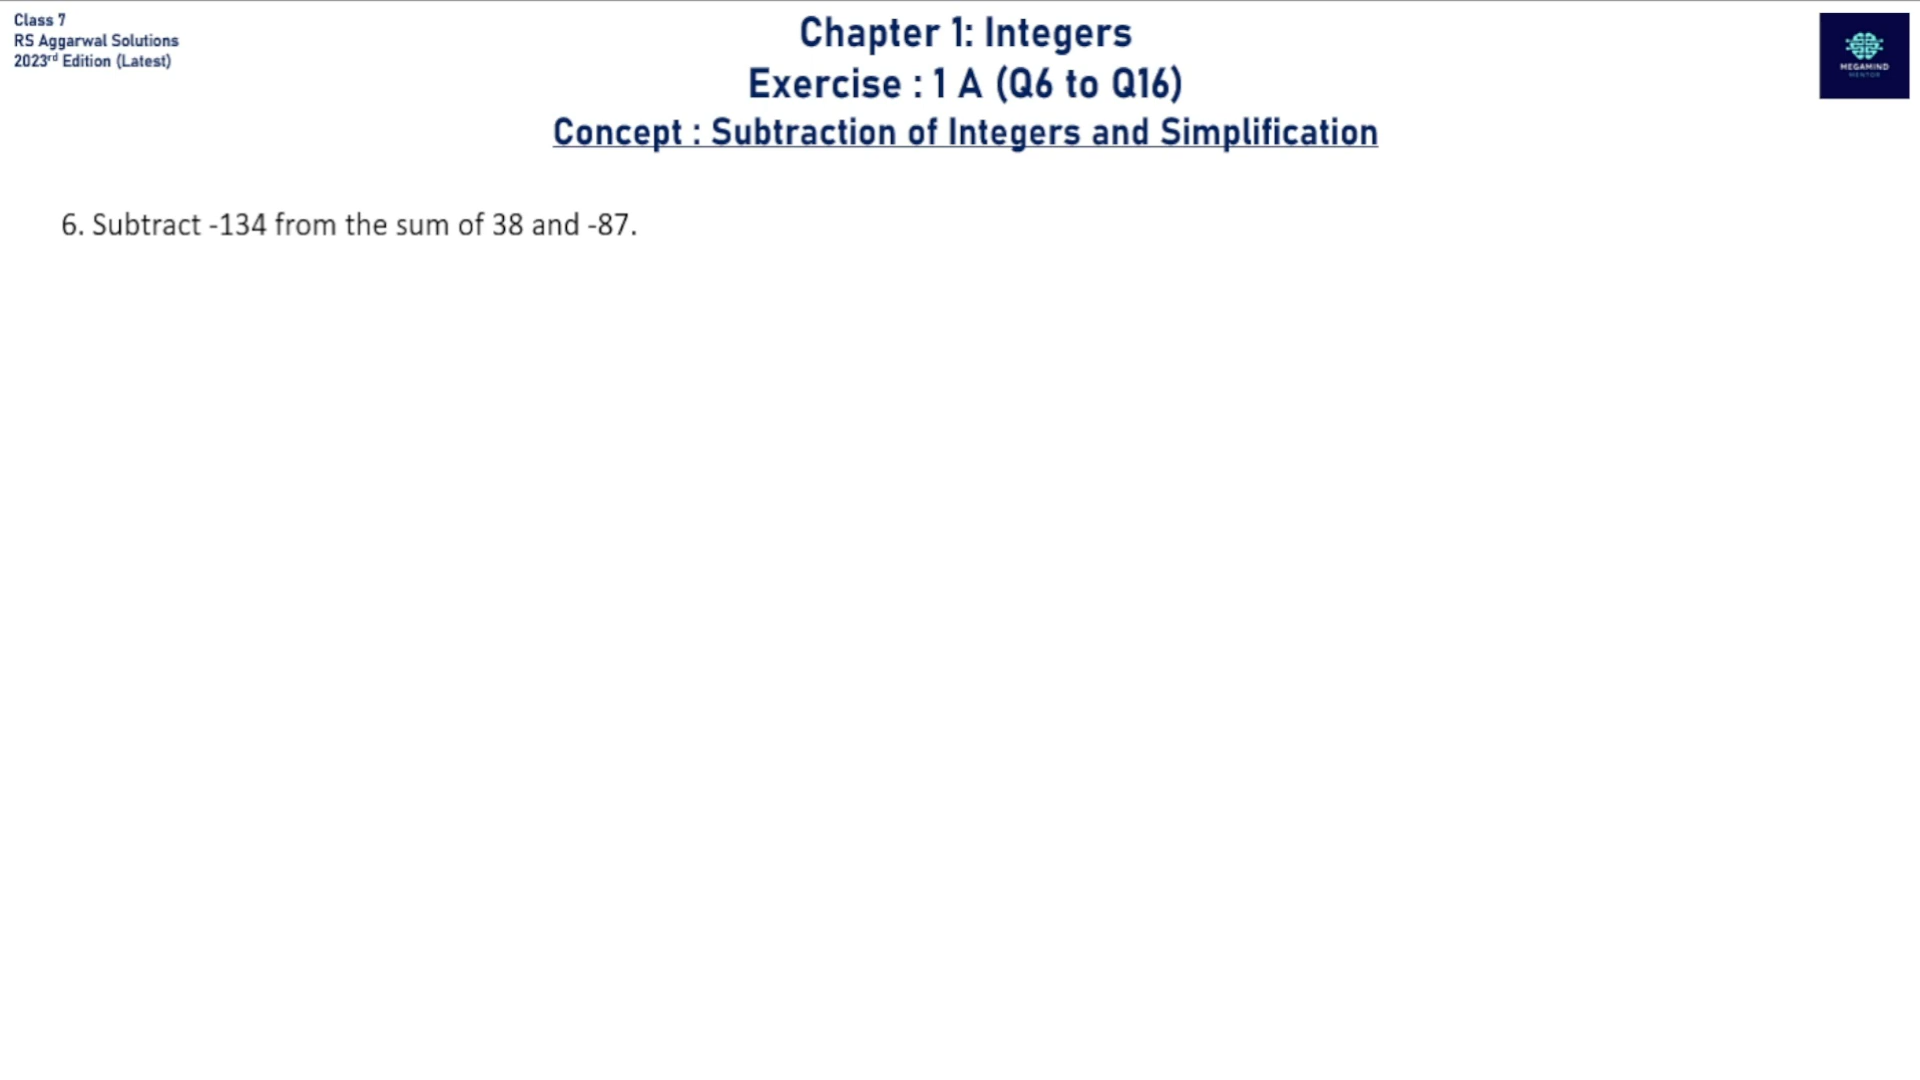 Class 7
RS Aggarwal Solutions
2023rd Edition (Latest)
Chapter 1: Integers
Exercise : 1 A (Q6 to Q16)
Concept : Subtraction of Integers and Simplification
MEGAMIND
MENTOR
6. Subtract -134 from the sum of 38 and -87.